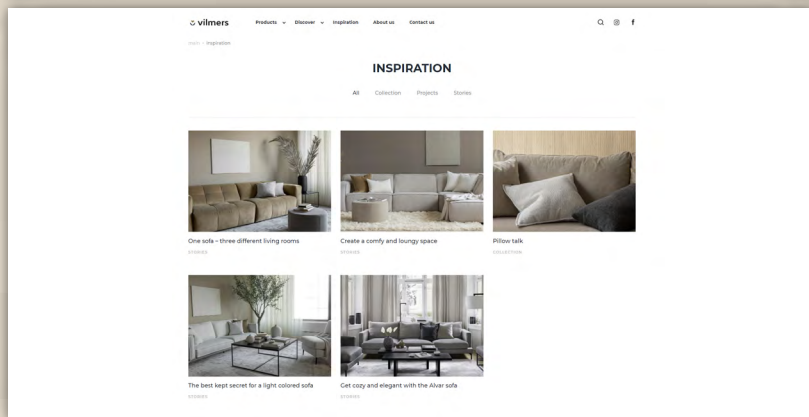 vilmers
Products Discover Inspiration About us Contact us
Inspiration
INSPIRATION
All Collection Projects Stories
One sofa – three different living rooms
STORIES
Create a comfy and loungy space
STORIES
Pillow talk
COLLECTION
The best kept secret for a light colored sofa
STORIES
Get cozy and elegant with the Alvar sofa
STORIES